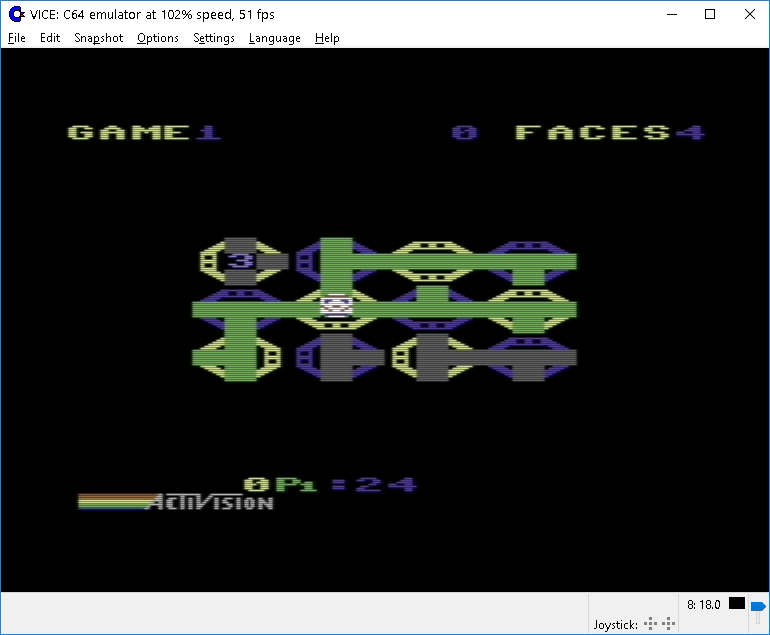 VICE: C64 emulator at 102% speed, 51 fps
File Edit Snapshot Options Settings Language Help
GAME1 0 FACES4
3
0Pi=24
ACTIVISION
8: 18.0
Joystick: